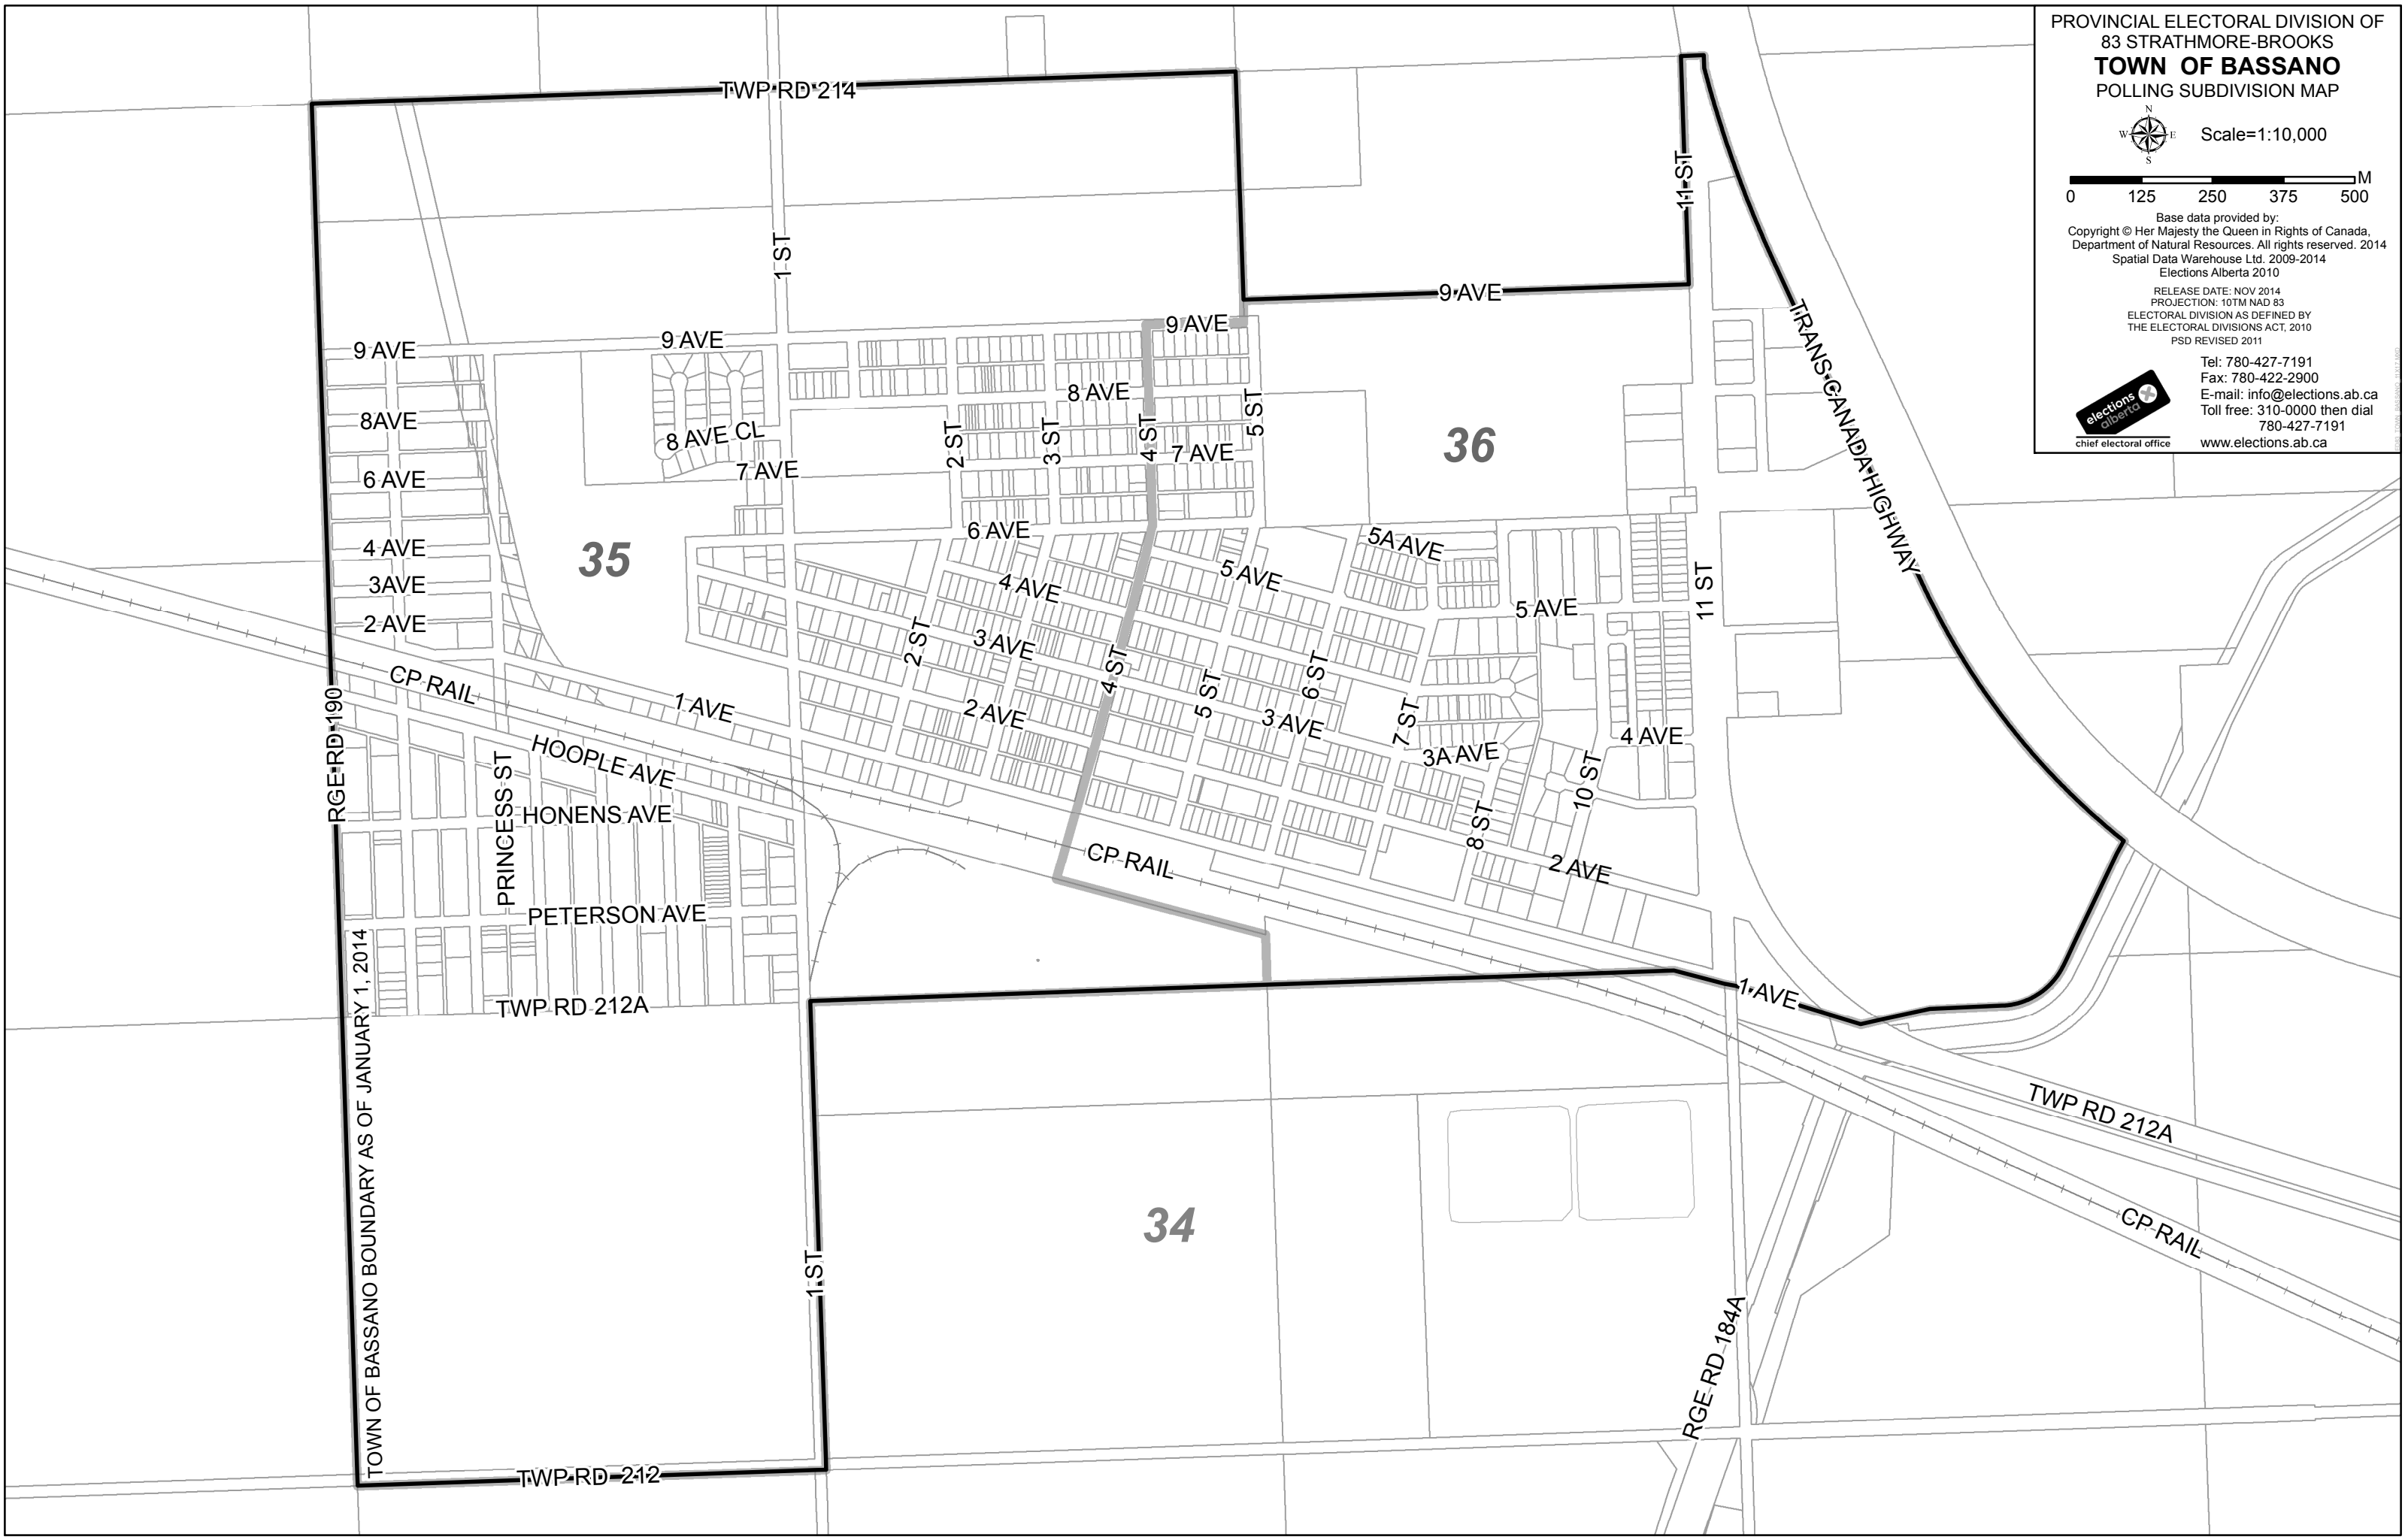 PROVINCIAL ELECTORAL DIVISION OF
83 STRATHMORE-BROOKS
TOWN OF BASSANO
POLLING SUBDIVISION MAP
N
W
E
S
Scale=1:10,000
M
0 125 250 375 500
Base data provided by:
Copyright © Her Majesty the Queen in Rights of Canada,
Department of Natural Resources. All rights reserved. 2014
Spatial Data Warehouse Ltd. 2009-2014
Elections Alberta 2010
RELEASE DATE: NOV 2014
PROJECTION: 10TM NAD 83
ELECTORAL DIVISION AS DEFINED BY
THE ELECTORAL DIVISIONS ACT, 2010
PSD REVISED 2011
Tel: 780-427-7191
Fax: 780-422-2900
E-mail: info@elections.ab.ca
Toll free: 310-0000 then dial
780-427-7191
www.elections.ab.ca
elections
alberta
chief electoral office
TWP RD 214
11 ST
1 ST
9 AVE
TRANS-CANADA HIGHWAY
9 AVE
9 AVE
9 AVE
8AVE
8 AVE
8 AVE CL
7 AVE
2 ST
3 ST
4 ST
7 AVE
5 ST
36
6 AVE
6 AVE
35
4 AVE
3AVE
2 AVE
5A AVE
5 AVE
5 AVE
11 ST
4 AVE
3 AVE
2 ST
4 ST
5 ST
6 ST
2 AVE
3 AVE
7 ST
3A AVE
4 AVE
10 ST
8 ST
2 AVE
CP RAIL
1 AVE
RGE RD 190
HOOPLE AVE
PRINCESS ST
HONENS AVE
CP RAIL
PETERSON AVE
TWP RD 212A
1 AVE
TOWN OF BASSANO BOUNDARY AS OF JANUARY 1, 2014
TWP RD 212A
34
1 ST
CP RAIL
RGE RD 184A
TWP RD 212